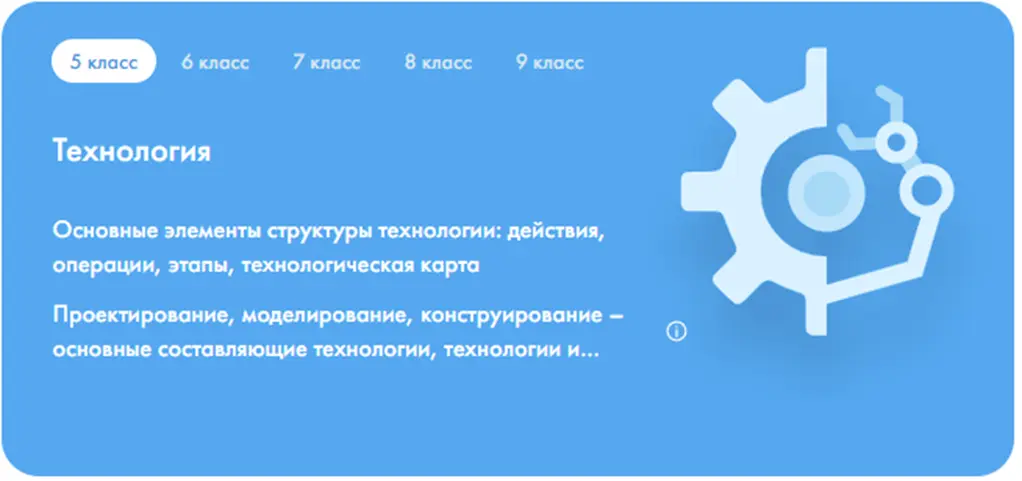 5 класс 6 класс 7 класс 8 класс 9 класс
Технология
Основные элементы структуры технологии: действия,
операции, этапы, технологическая карта
Проектирование, моделирование, конструирование –
основные составляющие технологии, технологии и...